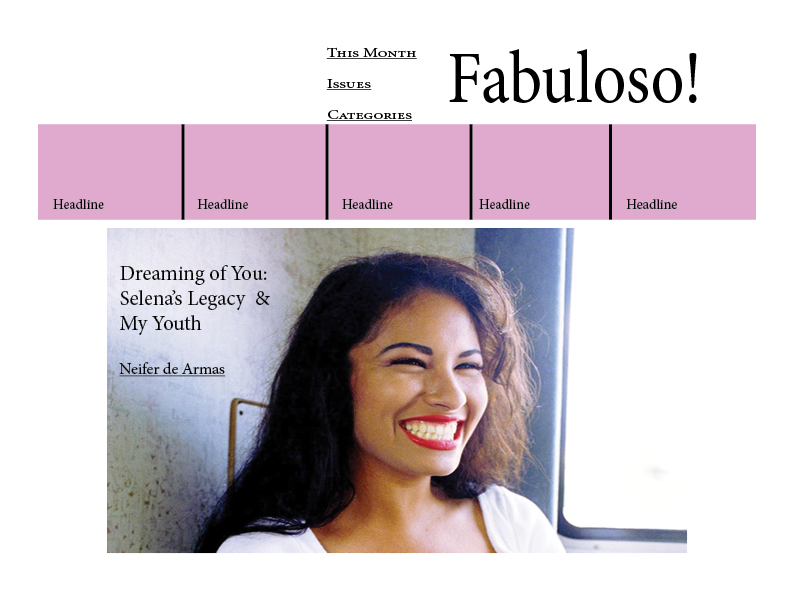 This Month
Issues
Categories
Fabuloso!
Headline
Headline
Headline
Headline
Headline
Dreaming of You:
Selena's Legacy &
My Youth
Neifer de Armas